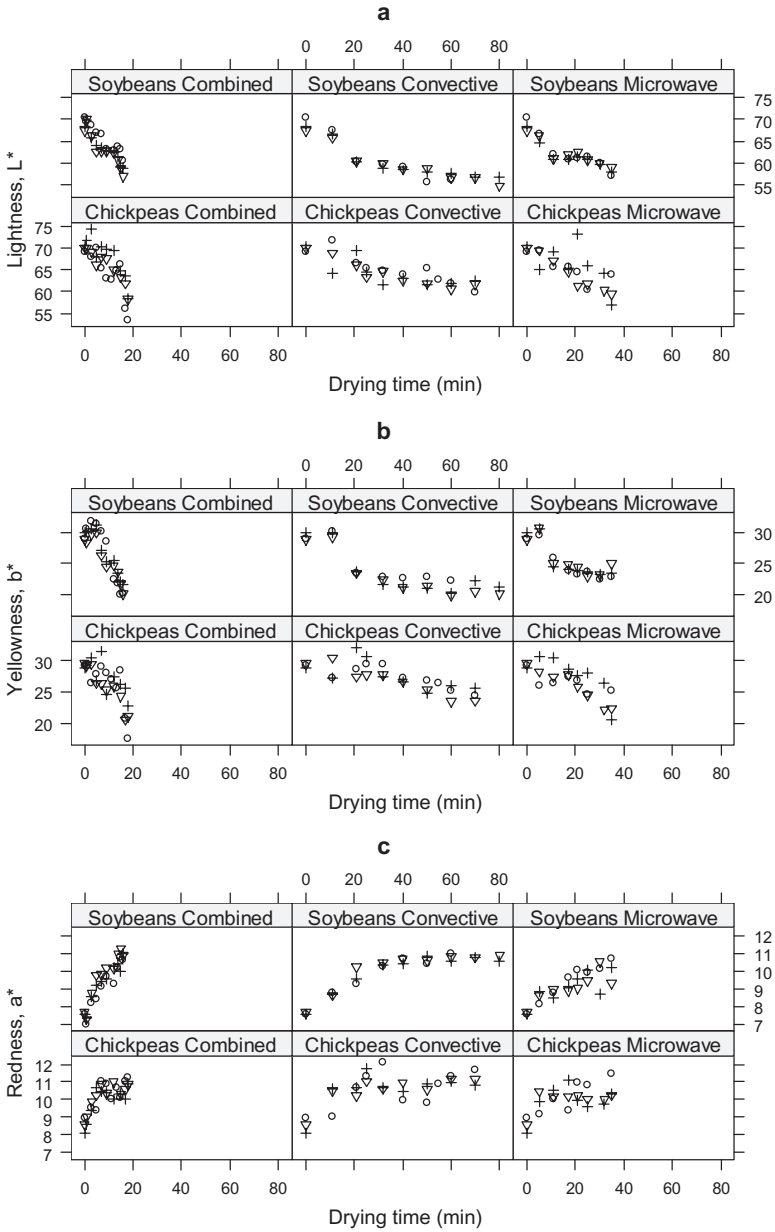 a
0 20 40 60 80
Soybeans Combined Soybeans Convective Soybeans Microwave
75
70
65
60
55
Chickpeas Combined Chickpeas Convective Chickpeas Microwave
75
70
65
60
55
Lightness, L*
0 20 40 60 80 0 20 40 60 80
Drying time (min)
b
0 20 40 60 80
Soybeans Combined Soybeans Convective Soybeans Microwave
30
25
20
Chickpeas Combined Chickpeas Convective Chickpeas Microwave
30
25
20
Yellowness, b*
0 20 40 60 80 0 20 40 60 80
Drying time (min)
c
0 20 40 60 80
Soybeans Combined Soybeans Convective Soybeans Microwave
12
11
10
9
8
7
Chickpeas Combined Chickpeas Convective Chickpeas Microwave
12
11
10
9
8
7
Redness, a*
0 20 40 60 80 0 20 40 60 80
Drying time (min)